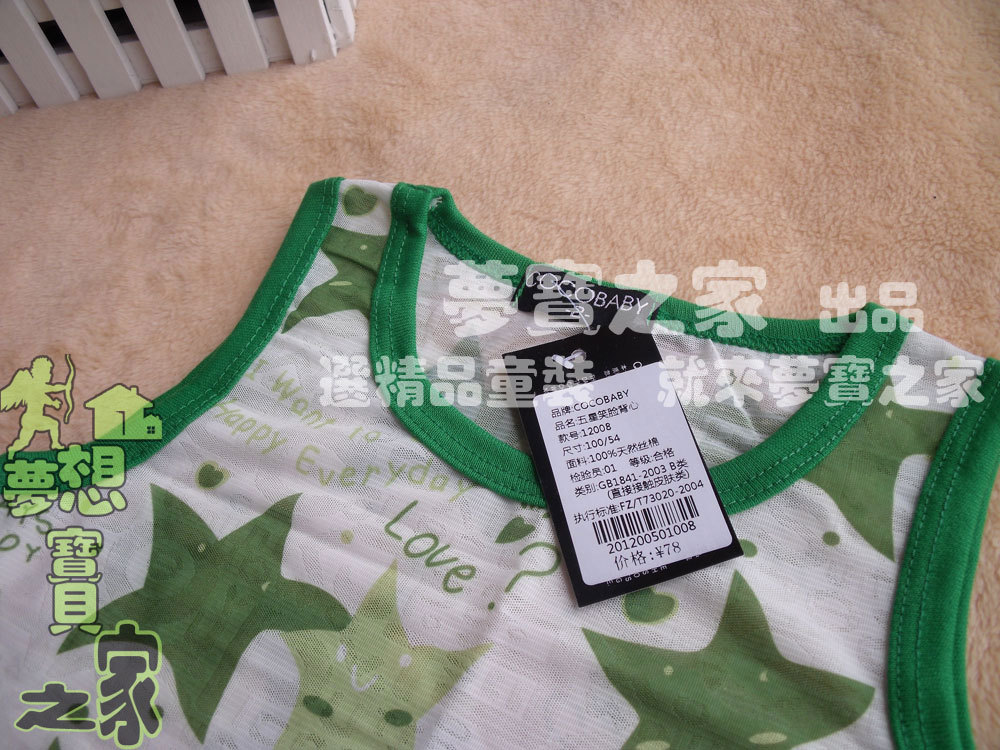 夢寶之家 出品
選精品童裝 就來夢寶之家
COCOBABY
品牌:COCOBABY
品名:五星笑脸背心
款号:12008
尺寸:100/54
面料:100%天然丝棉
检验员:01 等级:合格
类别:GB1841-2003 B类
(直接接触皮肤类)
执行标准:FZ/T73020-2004
201200501008
价格:¥78
Happy Everyday
Love
?
夢想
寶
貝
之家